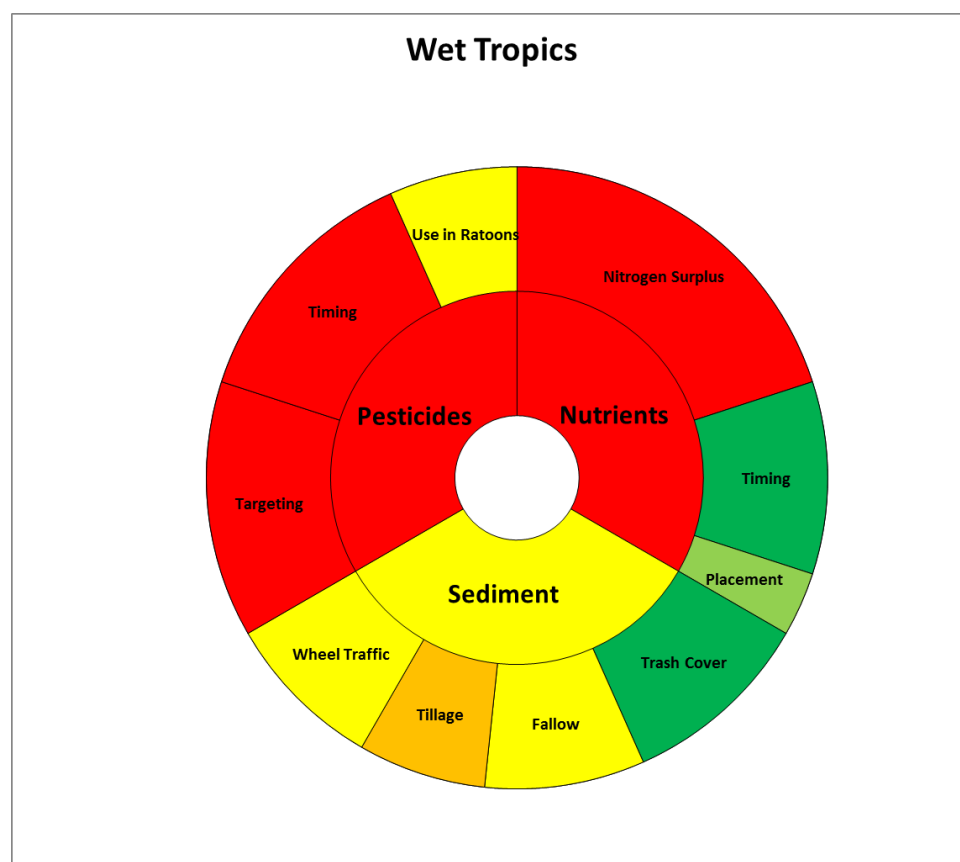 Wet Tropics
Use in Ratoons
Nitrogen Surplus
Timing
Pesticides
Nutrients
Timing
Targeting
Placement
Sediment
Wheel Traffic
Trash Cover
Tillage
Fallow